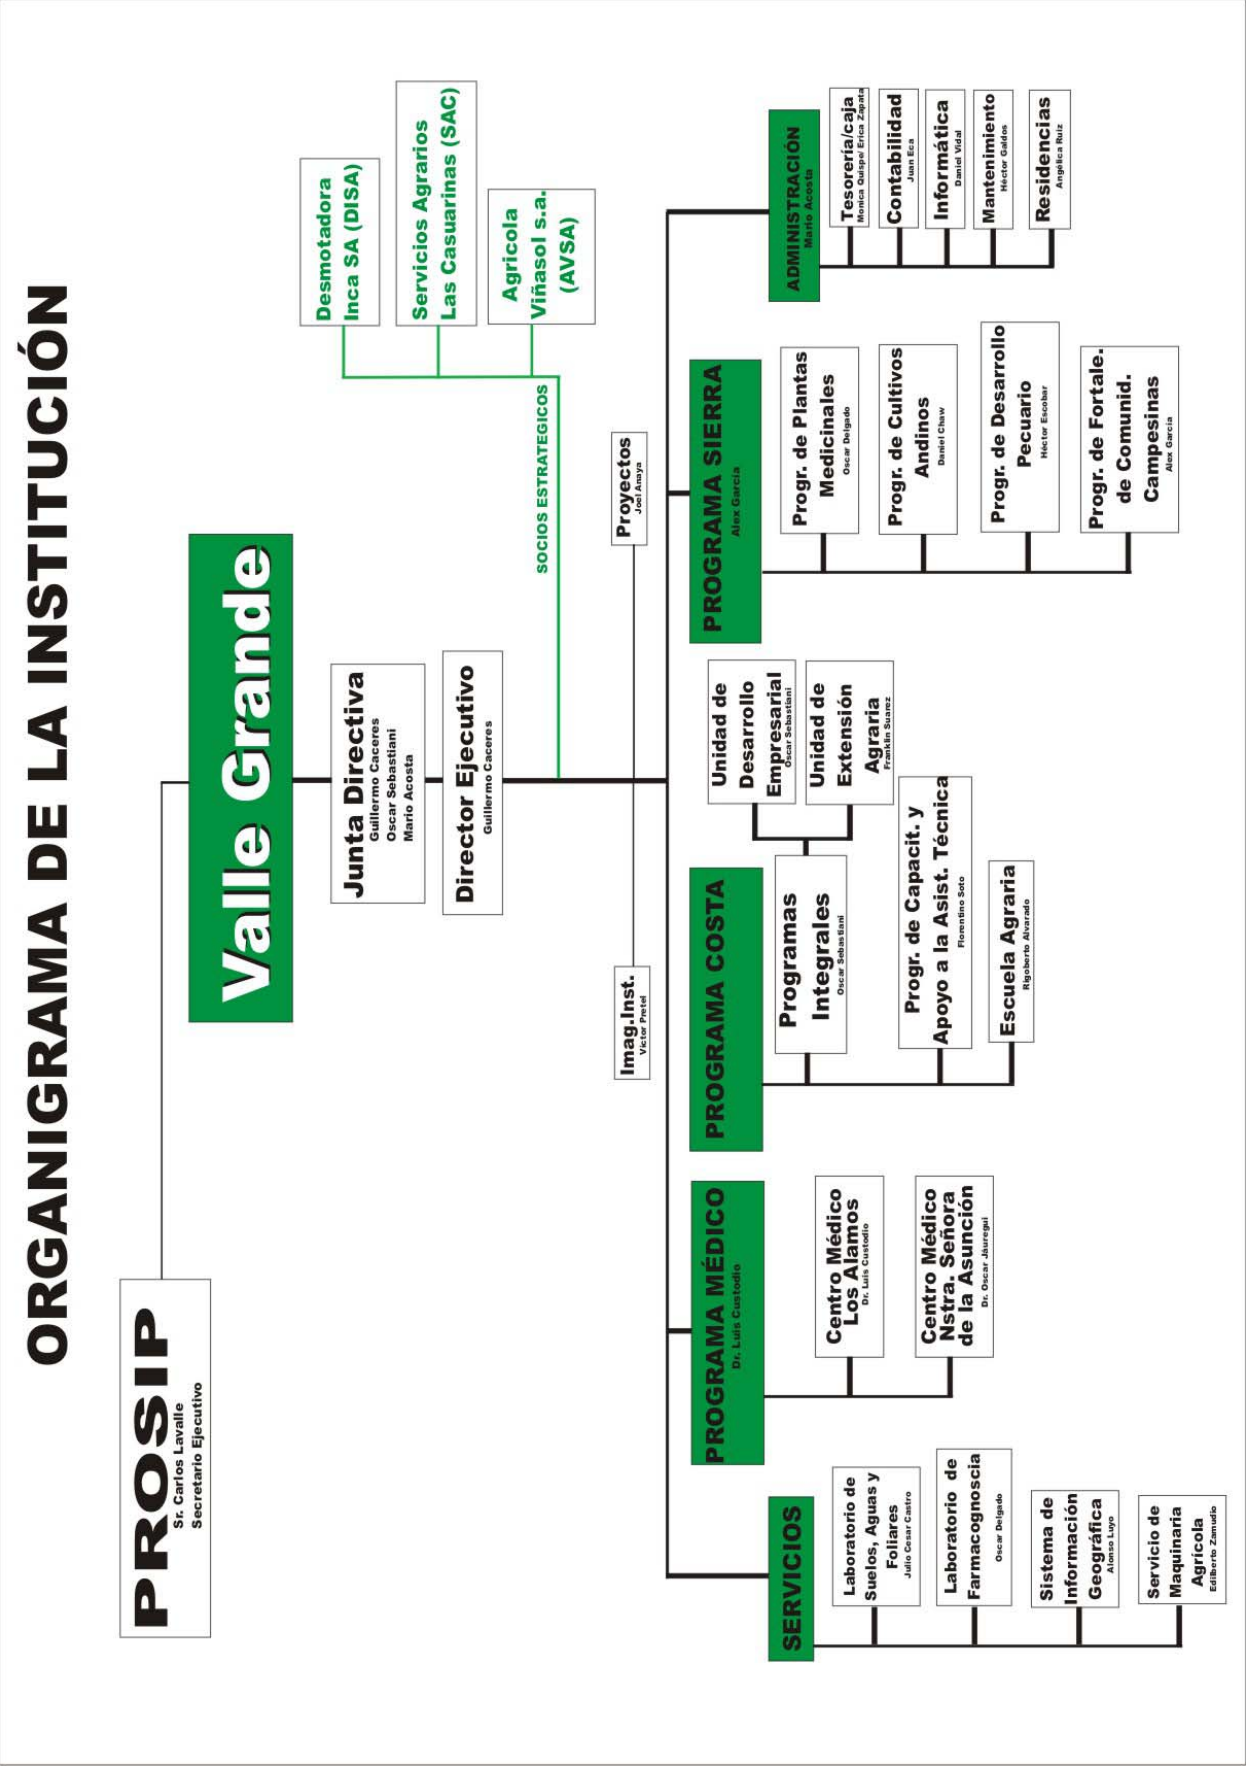 ORGANIGRAMA DE LA INSTITUCIÓN
PROSIP
Sr. Carlos Lavalle
Secretario Ejecutivo
Valle Grande
Junta Directiva
Guillermo Caceres
Oscar Sebastiani
Mario Acosta
Director Ejecutivo
Guillermo Caceres
Desmotadora
Inca SA (DISA)
Servicios Agrarios
Las Casuarinas (SAC)
Agricola
Viñasol s.a.
(AVSA)
SOCIOS ESTRATEGICOS
Imag.Inst.
Victor Pretel
Proyectos
Joel Anaya
SERVICIOS
Laboratorio de
Suelos, Aguas y
Foliares
Julio Cesar Castro
Laboratorio de
Farmacognoscia
Oscar Delgado
Sistema de
Información
Geográfica
Alonso Luyo
Servicio de
Maquinaria
Agrícola
Edilberto Zamudio
PROGRAMA MÉDICO
Dr. Luis Custodio
Centro Médico
Los Alamos
Dr. Luis Custodio
Centro Médico
Nstra. Señora
de la Asunción
Dr. Oscar Jáuregui
PROGRAMA COSTA
Programas
Integrales
Oscar Sebastiani
Unidad de
Desarrollo
Empresarial
Oscar Sebastiani
Unidad de
Extensión
Agraria
Franklin Suarez
Progr. de Capacit. y
Apoyo a la Asist. Técnica
Florentino Soto
Escuela Agraria
Rigoberto Alvarado
PROGRAMA SIERRA
Alex García
Progr. de Plantas
Medicinales
Oscar Delgado
Progr. de Cultivos
Andinos
Daniel Chaw
Progr. de Desarrollo
Pecuario
Héctor Escobar
Progr. de Fortale.
de Comunid.
Campesinas
Alex García
ADMINISTRACIÓN
Mario Acosta
Tesorería/caja
Monica Quispe/ Erica Zapata
Contabilidad
Juan Eca
Informática
Daniel Vidal
Mantenimiento
Héctor Galdos
Residencias
Angélica Ruiz